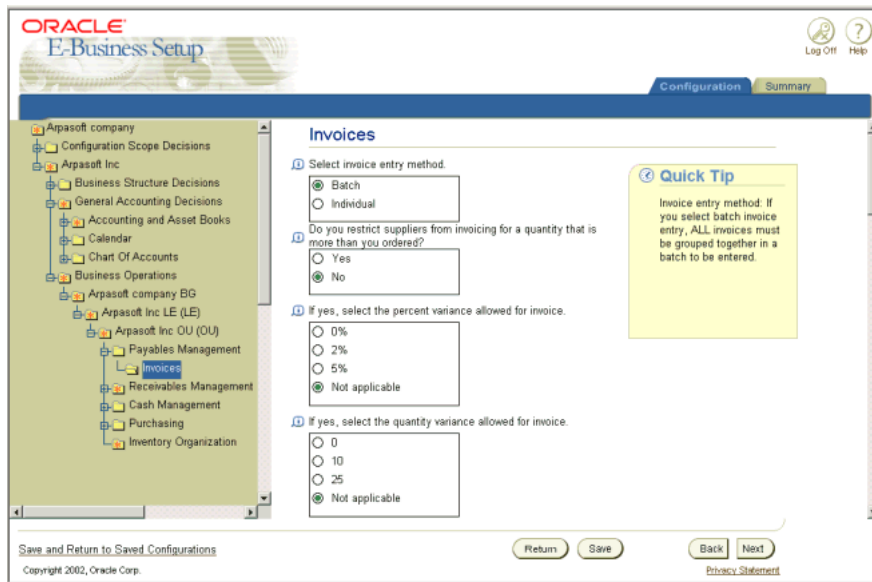 ORACLE
E-Business Setup
Log Off Help
Configuration Summary
Arpasoft company
Configuration Scope Decisions
Arpasoft Inc
Business Structure Decisions
General Accounting Decisions
Accounting and Asset Books
Calendar
Chart Of Accounts
Business Operations
Arpasoft company BG
Arpasoft Inc LE (LE)
Arpasoft Inc OU (OU)
Payables Management
Invoices
Receivables Management
Cash Management
Purchasing
Inventory Organization
Invoices
Select invoice entry method.
Batch
Individual
Do you restrict suppliers from invoicing for a quantity that is
more than you ordered?
Yes
No
If yes, select the percent variance allowed for invoice.
0%
2%
5%
Not applicable
If yes, select the quantity variance allowed for invoice.
0
10
25
Not applicable
Quick Tip
Invoice entry method: If
you select batch invoice
entry, ALL invoices must
be grouped together in a
batch to be entered.
Save and Return to Saved Configurations
Return Save Back Next
Copyright 2002, Oracle Corp.
Privacy Statement